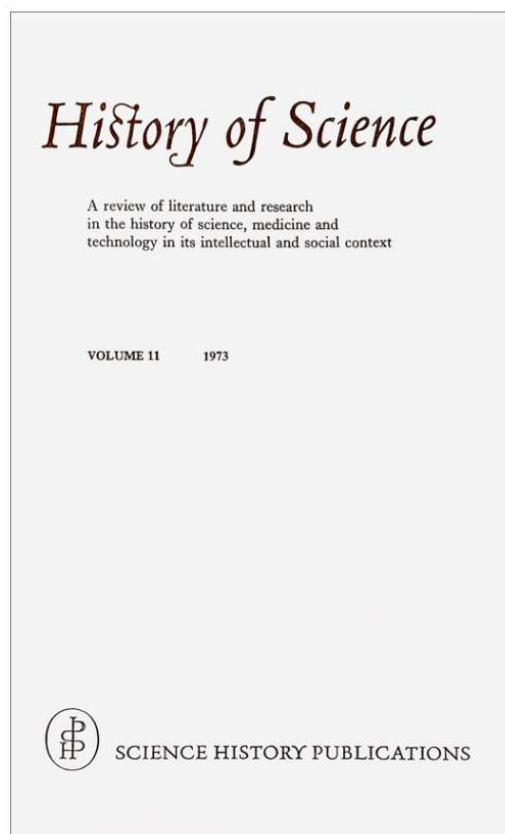 History of Science
A review of literature and research
in the history of science, medicine and
technology in its intellectual and social context
VOLUME 11 1973
SCIENCE HISTORY PUBLICATIONS